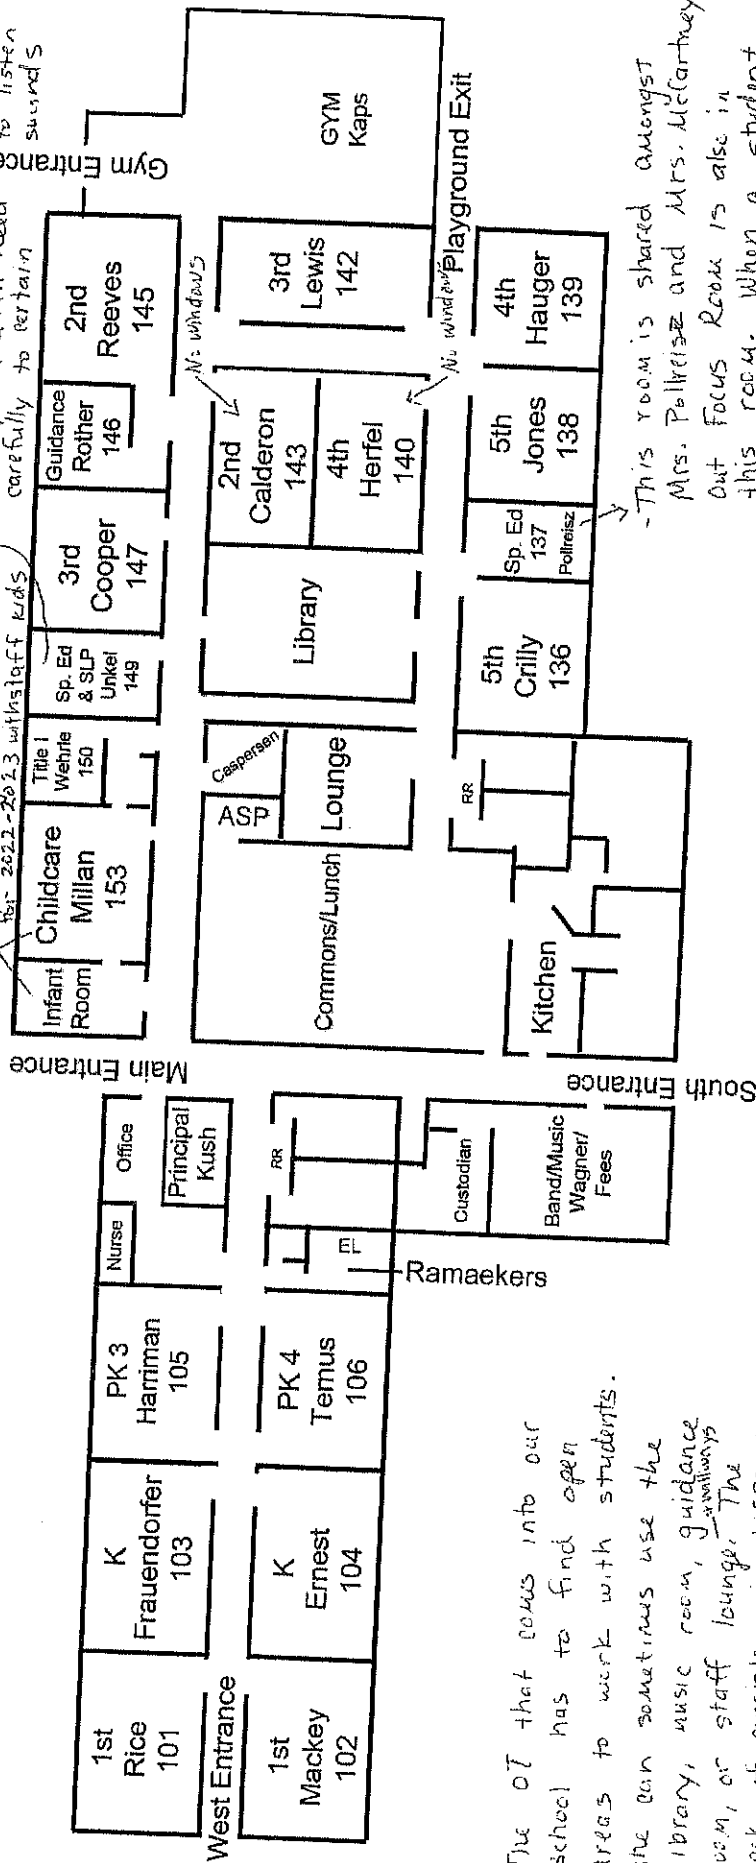 to listen
sounds
carefully to certain
for 2022-2023 with staff kids
Gym Entrance
GYM
Kaps
Playground Exit
2nd
Reeves
145
Guidance
Rother
146
3rd
Cooper
147
Sp. Ed
& SLP
Unkel
149
Title I
Wehrle
150
Childcare
Millan
153
Infant
Room
No windows
3rd
Lewis
142
2nd
Calderon
143
4th
Herfel
140
No windows
Library
Caspersen
ASP
Lounge
Commons/Lunch
4th
Hauger
139
5th
Jones
138
Sp. Ed
137
Pollreisz
5th
Crilly
136
RR
Kitchen
Main Entrance
South Entrance
Office
Principal
Kush
Nurse
RR
EL
Ramaekers
Custodian
Band/Music
Wagner/
Fees
PK 3
Harriman
105
PK 4
Ternus
106
K
Frauendorfer
103
K
Ernest
104
1st
Rice
101
1st
Mackey
102
West Entrance
- This room is shared amongst
Mrs. Pollreisz and Mrs. McCartney
Out Focus Room is also in
this room. When a student
The OT that coms into our
school has to find open
areas to work with students.
she can sometimes use the
library, music room, guidance
room, or staff lounge. The